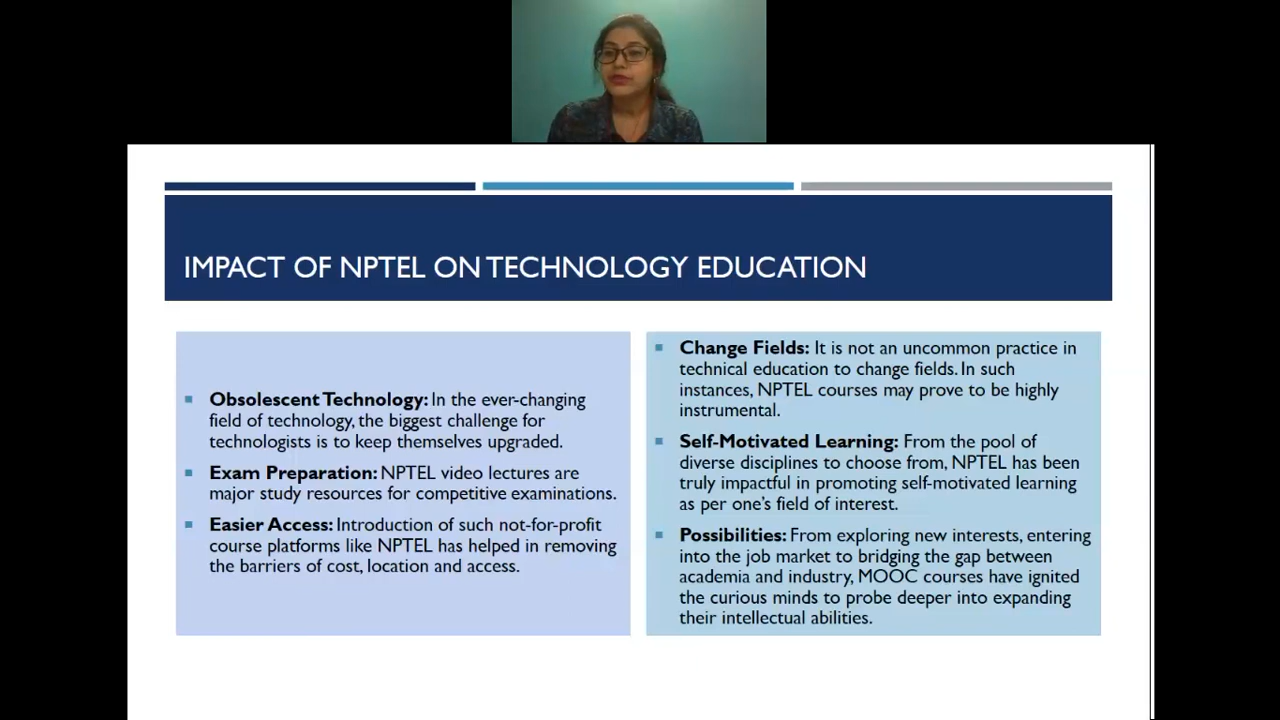 IMPACT OF NPTEL ON TECHNOLOGY EDUCATION
Obsolescent Technology: In the ever-changing
field of technology, the biggest challenge for
technologists is to keep themselves upgraded.
Exam Preparation: NPTEL video lectures are
major study resources for competitive examinations.
Easier Access: Introduction of such not-for-profit
course platforms like NPTEL has helped in removing
the barriers of cost, location and access.
Change Fields: It is not an uncommon practice in
technical education to change fields. In such
instances, NPTEL courses may prove to be highly
instrumental.
Self-Motivated Learning: From the pool of
diverse disciplines to choose from, NPTEL has been
truly impactful in promoting self-motivated learning
as per one's field of interest.
Possibilities: From exploring new interests, entering
into the job market to bridging the gap between
academia and industry, MOOC courses have ignited
the curious minds to probe deeper into expanding
their intellectual abilities.